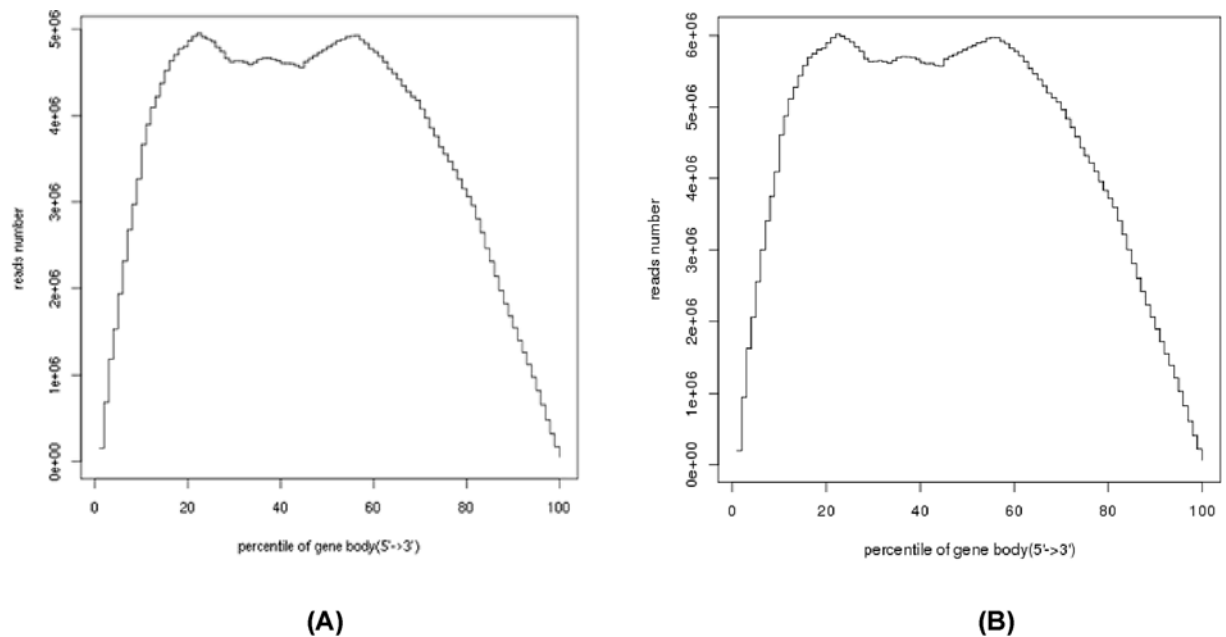 5e+06
4e+06
3e+06
2e+06
1e+06
0e+00
reads number
0 20 40 60 80 100
percentile of gene body(5'->3')
(A)
6e+06
5e+06
4e+06
3e+06
2e+06
1e+06
0e+00
reads number
0 20 40 60 80 100
percentile of gene body(5'->3')
(B)